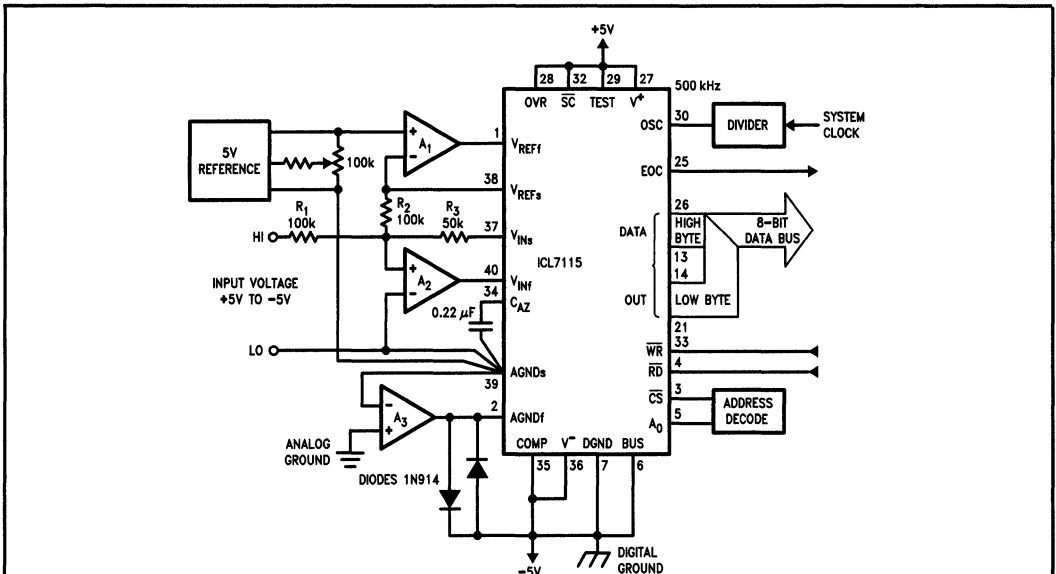 +5V
28 32 29 27
OVR S̅C̅ TEST V+
500 kHz
OSC 30 DIVIDER SYSTEM CLOCK
5V REFERENCE
100k
+ A1 −
1 VREFf
EOC 25
38 VREFs
R1 100k
R2 100k
R3 50k
HI
37 VINs
ICL7115
26
DATA
HIGH BYTE
8-BIT DATA BUS
13
14
INPUT VOLTAGE +5V TO −5V
+ A2 −
40 VINf
34 CAZ
0.22 μF
OUT LOW BYTE
21
LO
W̅R̅ 33
R̅D̅ 4
AGNDs
39
C̅S̅ 3
ADDRESS DECODE
A0 5
− A3 +
2 AGNDf
ANALOG GROUND
COMP V− DGND BUS
35 36 7 6
DIODES 1N914
−5V
DIGITAL GROUND